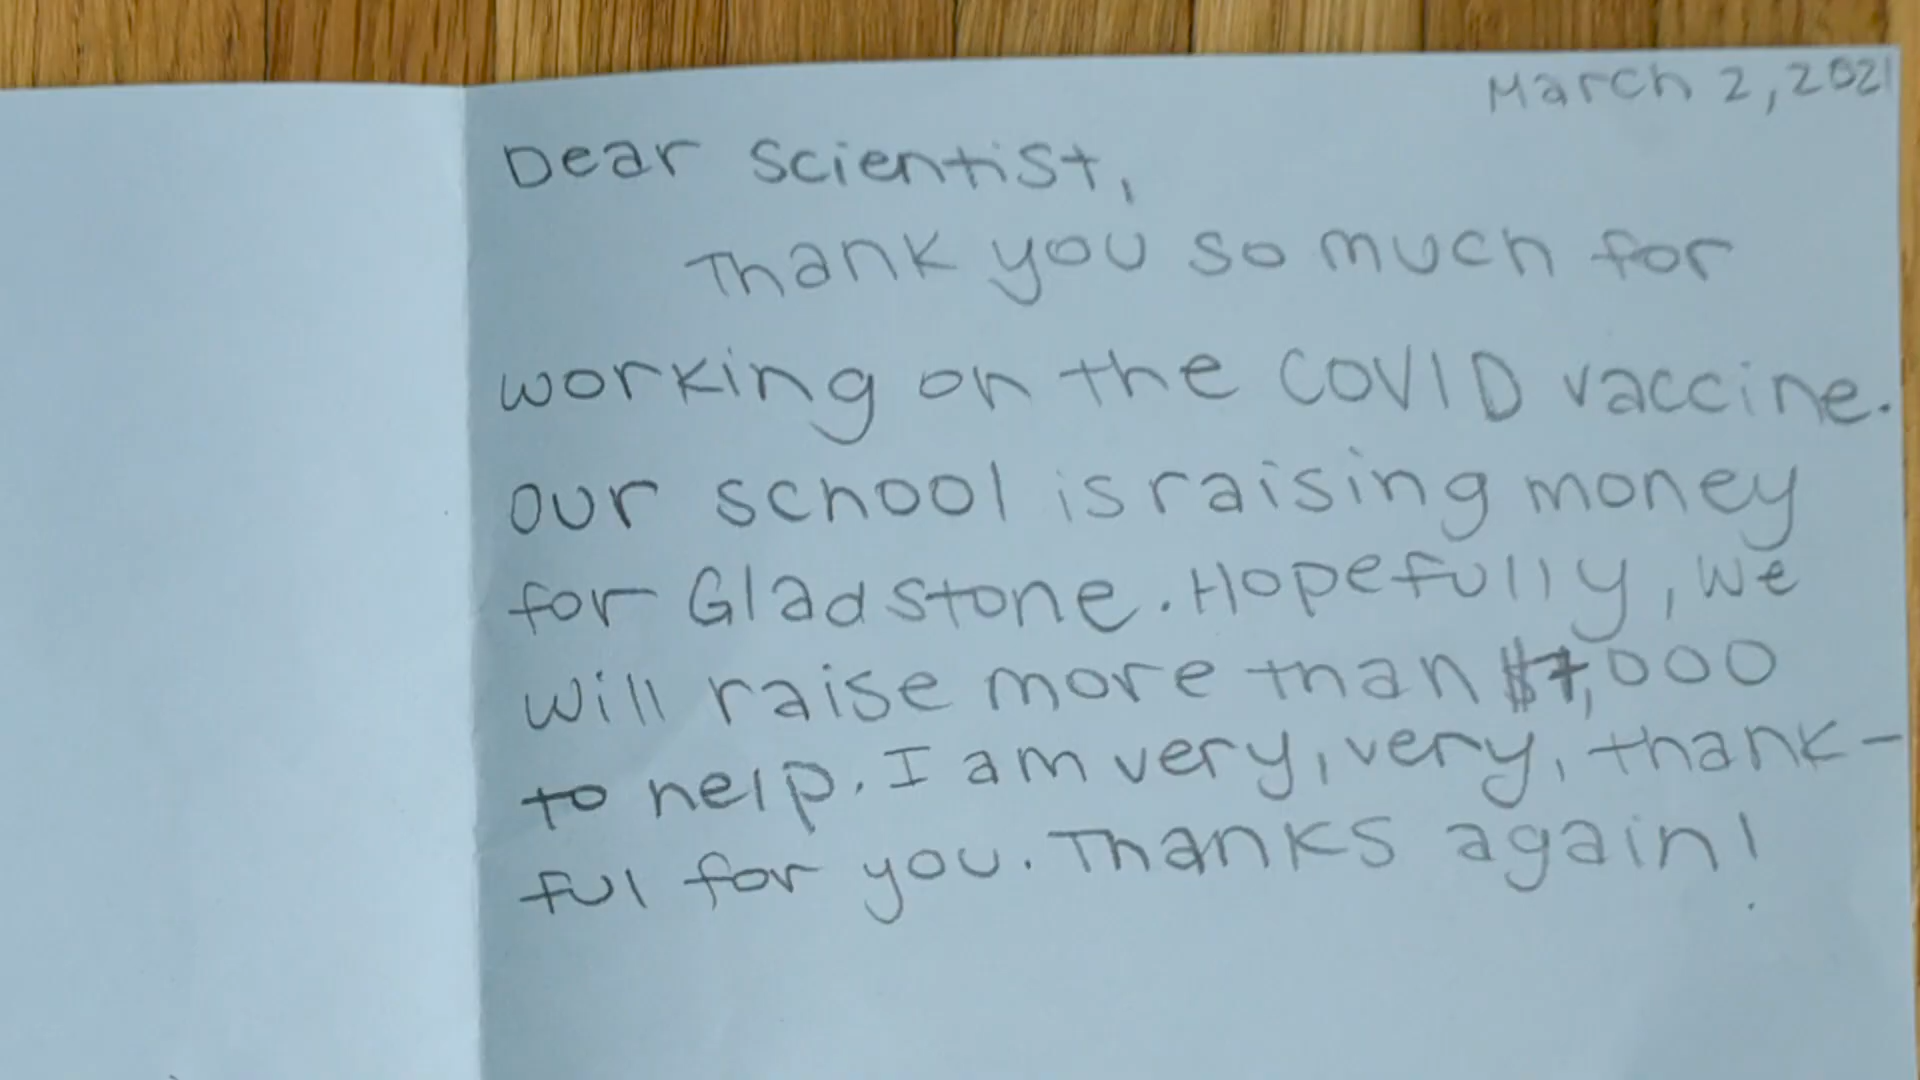 March 2, 2021
Dear Scientist,
Thank you so much for
working on the COVID vaccine.
Our school is raising money
for Gladstone. Hopefully, we
will raise more than $7,000
to help. I am very, very, thank-
ful for you. Thanks again!